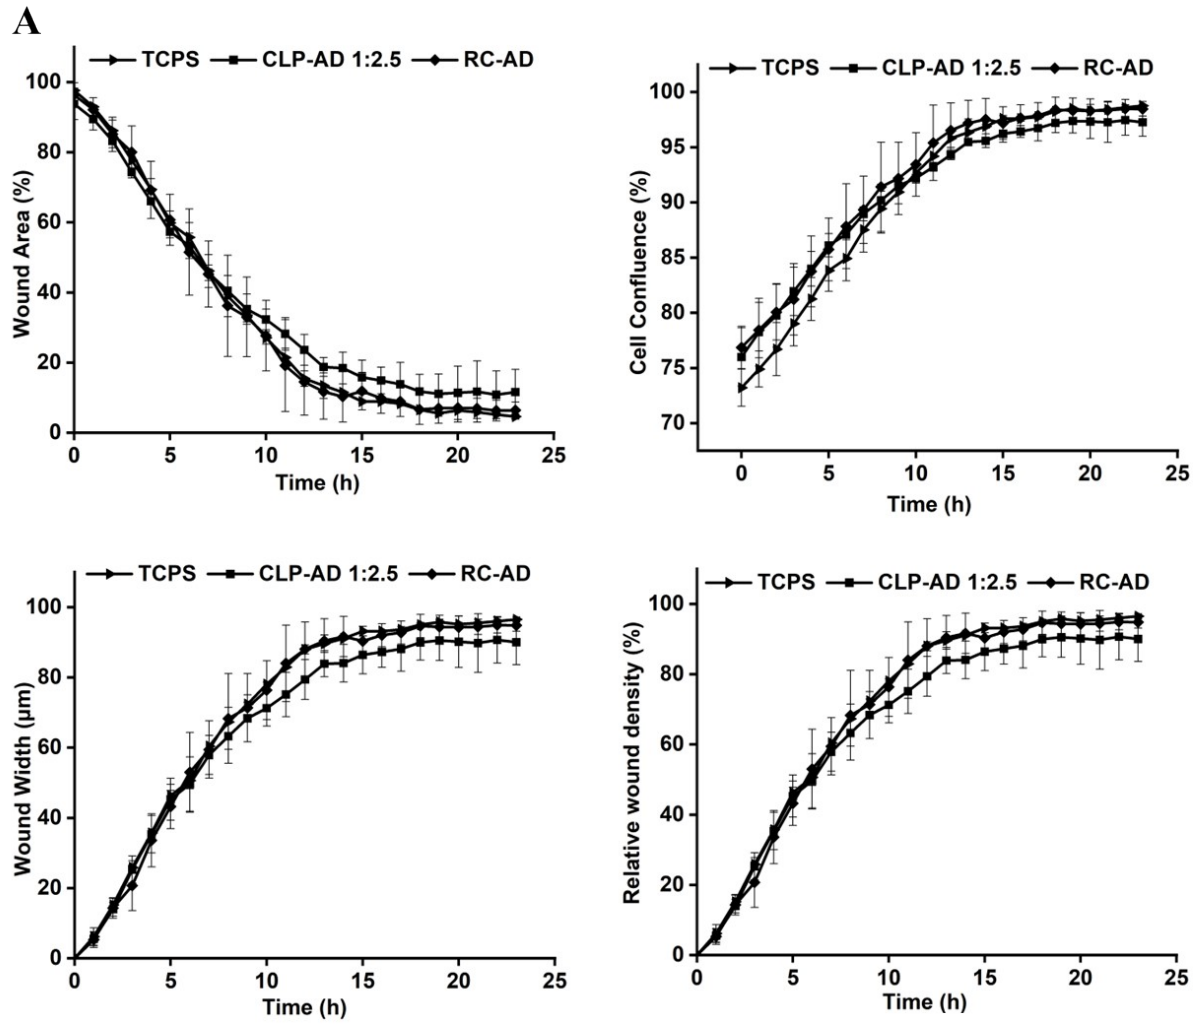 A
TCPS CLP-AD 1:2.5 RC-AD
100
80
60
40
20
0
Wound Area (%)
0 5 10 15 20 25
Time (h)
TCPS CLP-AD 1:2.5 RC-AD
100
95
90
85
80
75
70
Cell Confluence (%)
0 5 10 15 20 25
Time (h)
TCPS CLP-AD 1:2.5 RC-AD
100
80
60
40
20
0
Wound Width (µm)
0 5 10 15 20 25
Time (h)
TCPS CLP-AD 1:2.5 RC-AD
100
80
60
40
20
0
Relative wound density (%)
0 5 10 15 20 25
Time (h)